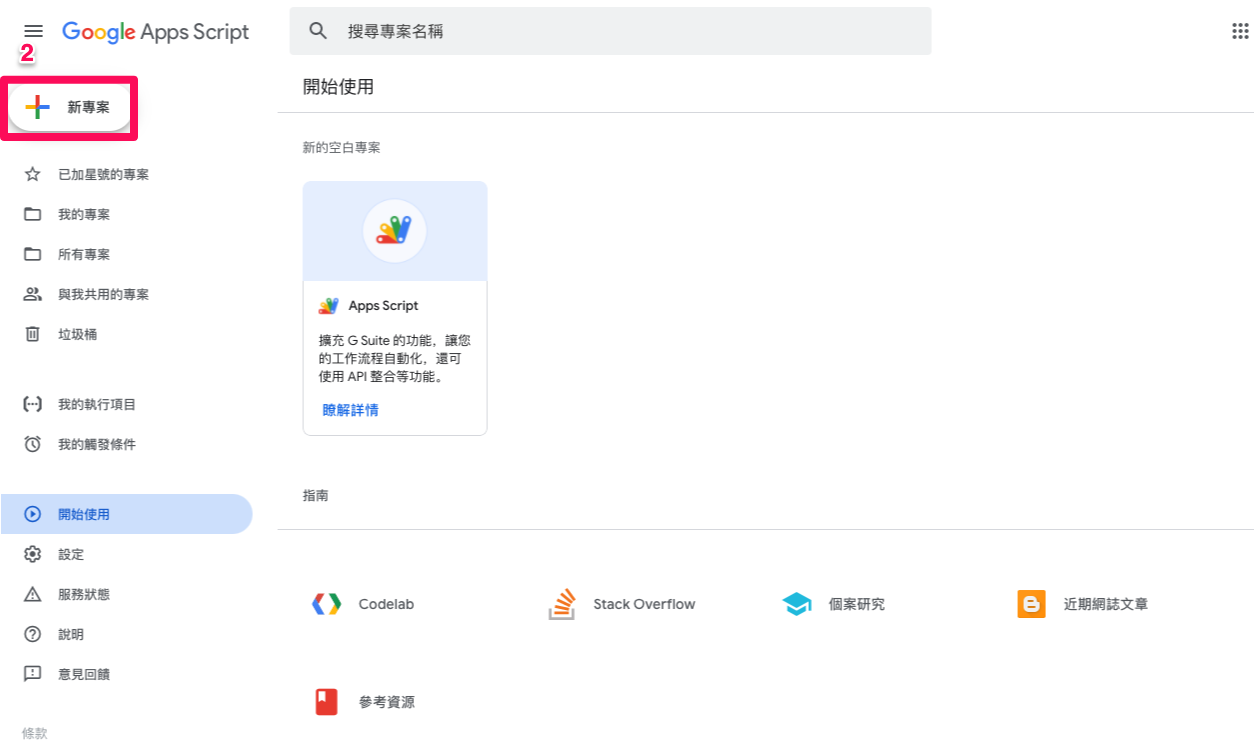 Google Apps Script
搜尋專案名稱
2
新專案
已加星號的專案
我的專案
所有專案
與我共用的專案
垃圾桶
我的執行項目
我的觸發條件
開始使用
設定
服務狀態
說明
意見回饋
條款
開始使用
新的空白專案
Apps Script
擴充 G Suite 的功能，讓您
的工作流程自動化，還可
使用 API 整合等功能。
瞭解詳情
指南
Codelab
Stack Overflow
個案研究
近期網誌文章
參考資源